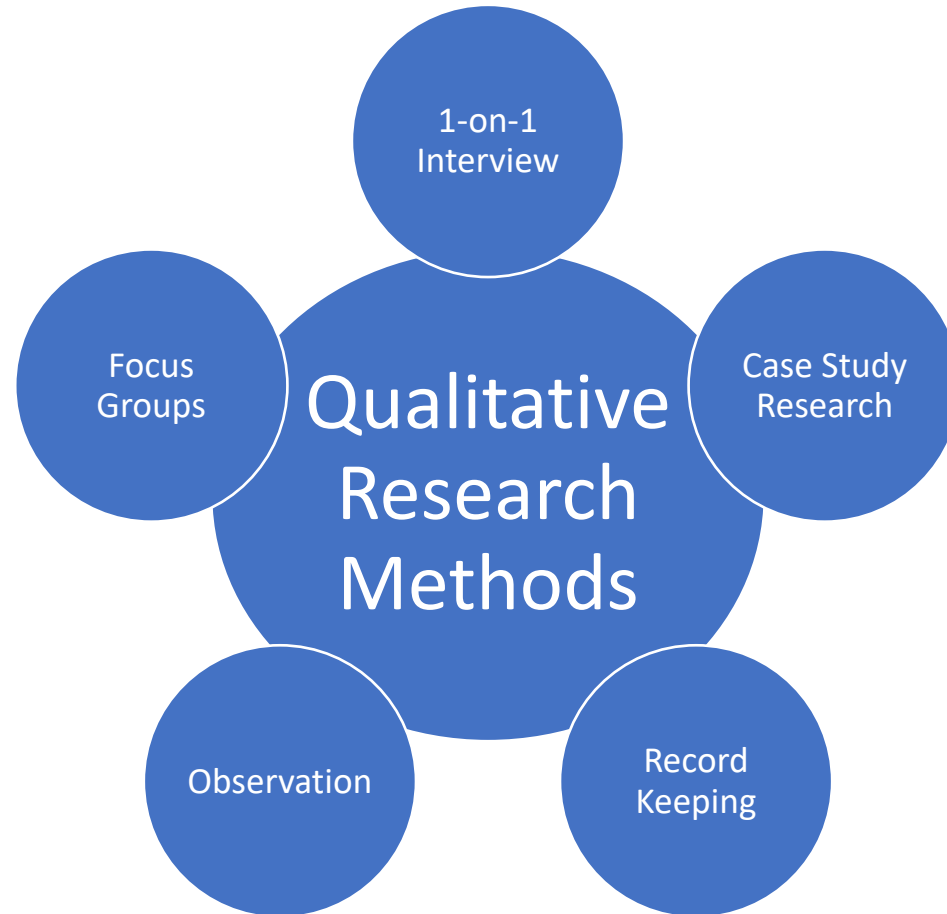 1-on-1
Interview
Case Study
Research
Record
Keeping
Observation
Focus
Groups
Qualitative
Research
Methods